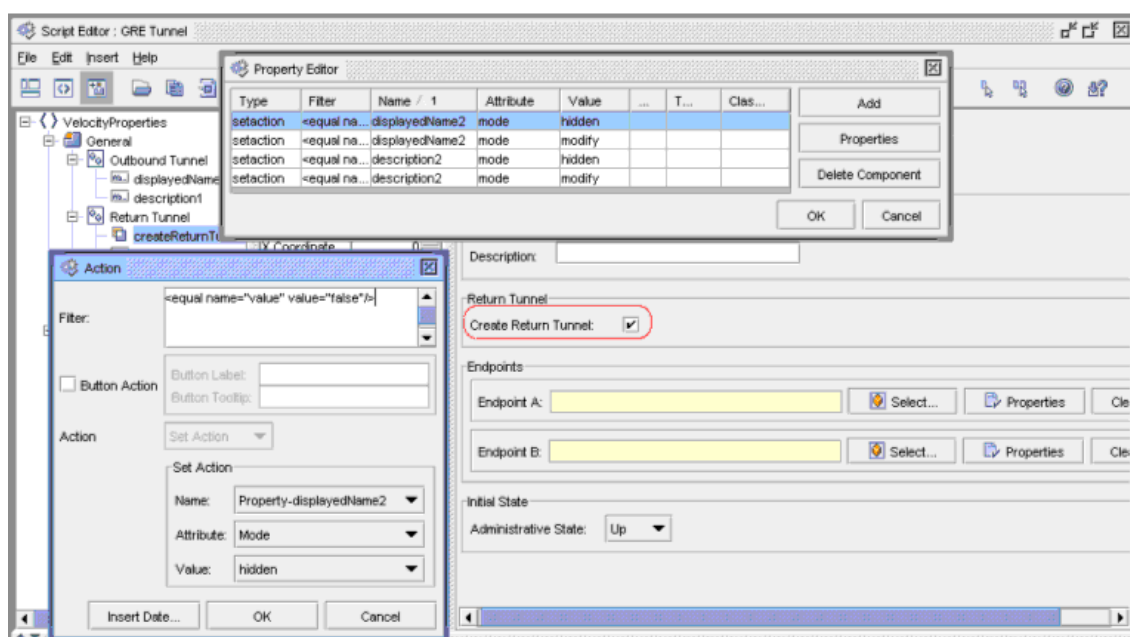 Script Editor : GRE Tunnel
File Edit Insert Help
Property Editor
Type Filter Name / 1 Attribute Value ... T... Clas...
setaction <equal na... displayedName2 mode hidden
setaction <equal na... displayedName2 mode modify
setaction <equal na... description2 mode hidden
setaction <equal na... description2 mode modify
Add
Properties
Delete Component
OK Cancel
VelocityProperties
General
Outbound Tunnel
displayedName
description1
Return Tunnel
createReturnTu
X Coordinate 0
Action
Filter: <equal name="value" value="false"/>
Button Action
Button Label:
Button Tooltip:
Action Set Action
Set Action
Name: Property-displayedName2
Attribute: Mode
Value: hidden
Insert Date... OK Cancel
Description:
Return Tunnel
Create Return Tunnel:
Endpoints
Endpoint A: Select... Properties Cle
Endpoint B: Select... Properties Cle
Initial State
Administrative State: Up